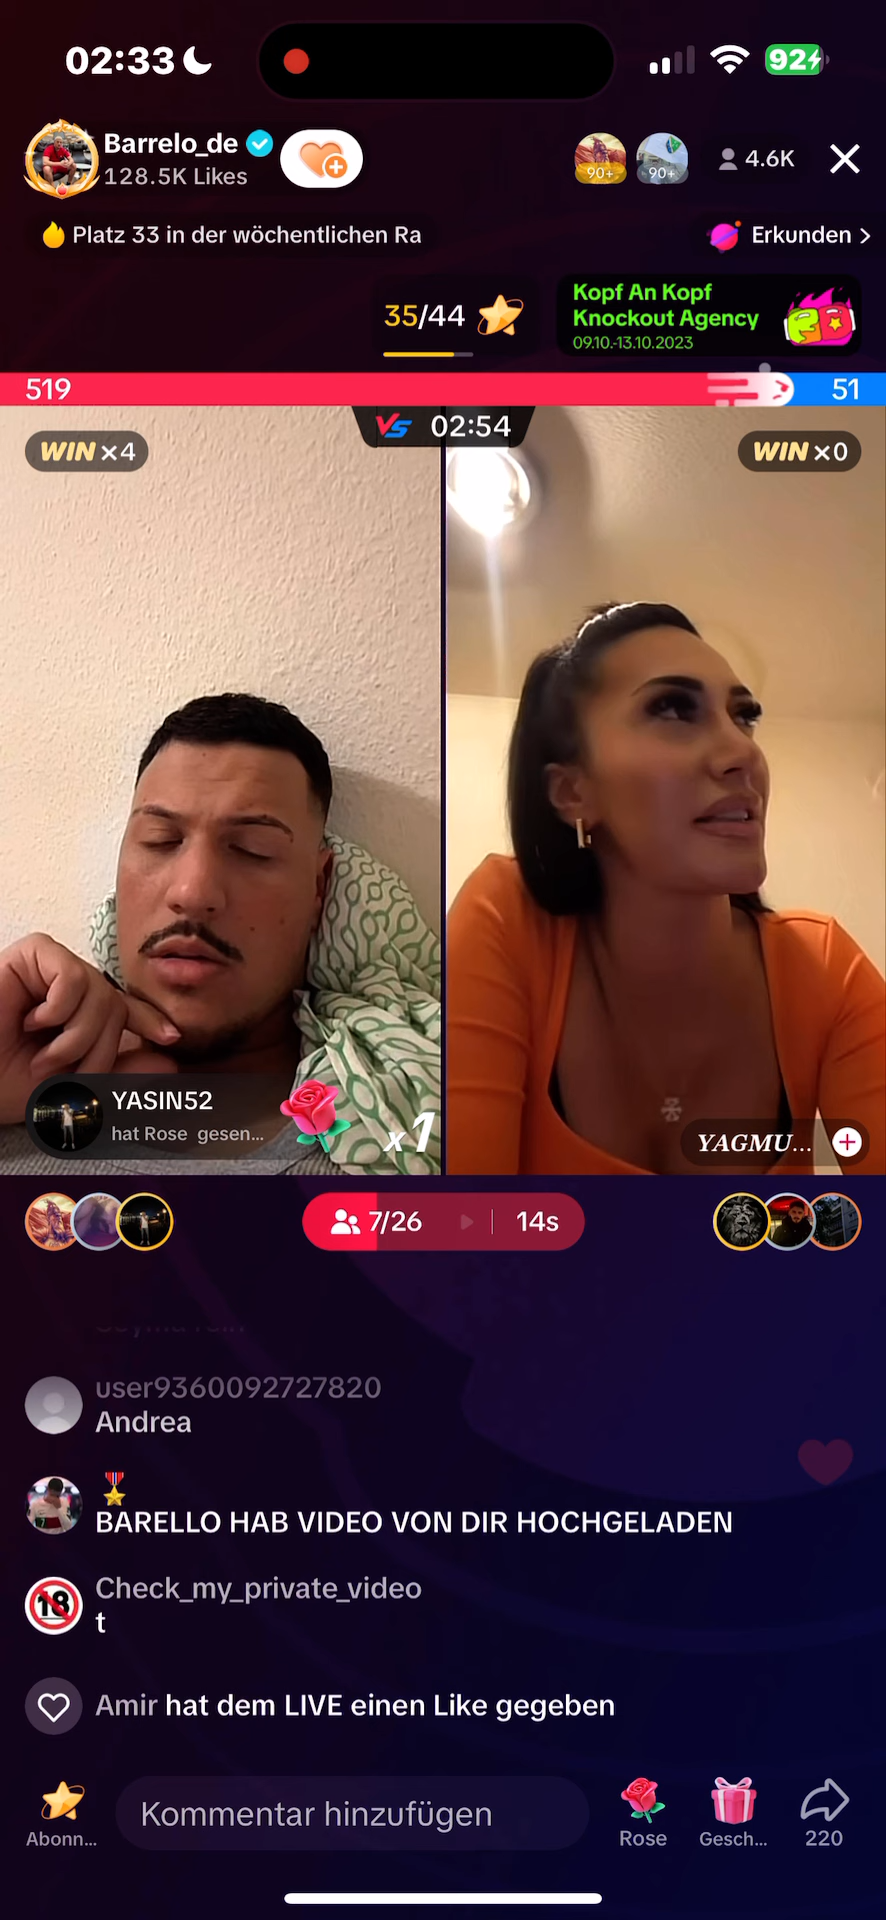 02:33
92
Barrelo_de
128.5K Likes
90+
90+
4.6K
Platz 33 in der wöchentlichen Ra
Erkunden >
35/44
Kopf An Kopf
Knockout Agency
09.10.-13.10.2023
519
51
VS 02:54
WIN x4
WIN x0
YASIN52
hat Rose gesen...
x1
YAGMU...
7/26
14s
user9360092727820
Andrea
BARELLO HAB VIDEO VON DIR HOCHGELADEN
18
Check_my_private_video
t
Amir hat dem LIVE einen Like gegeben
Abonn...
Kommentar hinzufügen
Rose
Gesch...
220